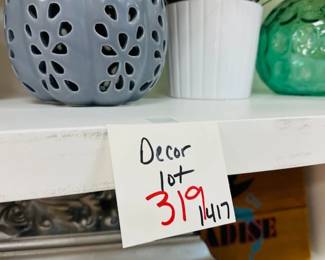 Decor
lot
319
1417
ADISE